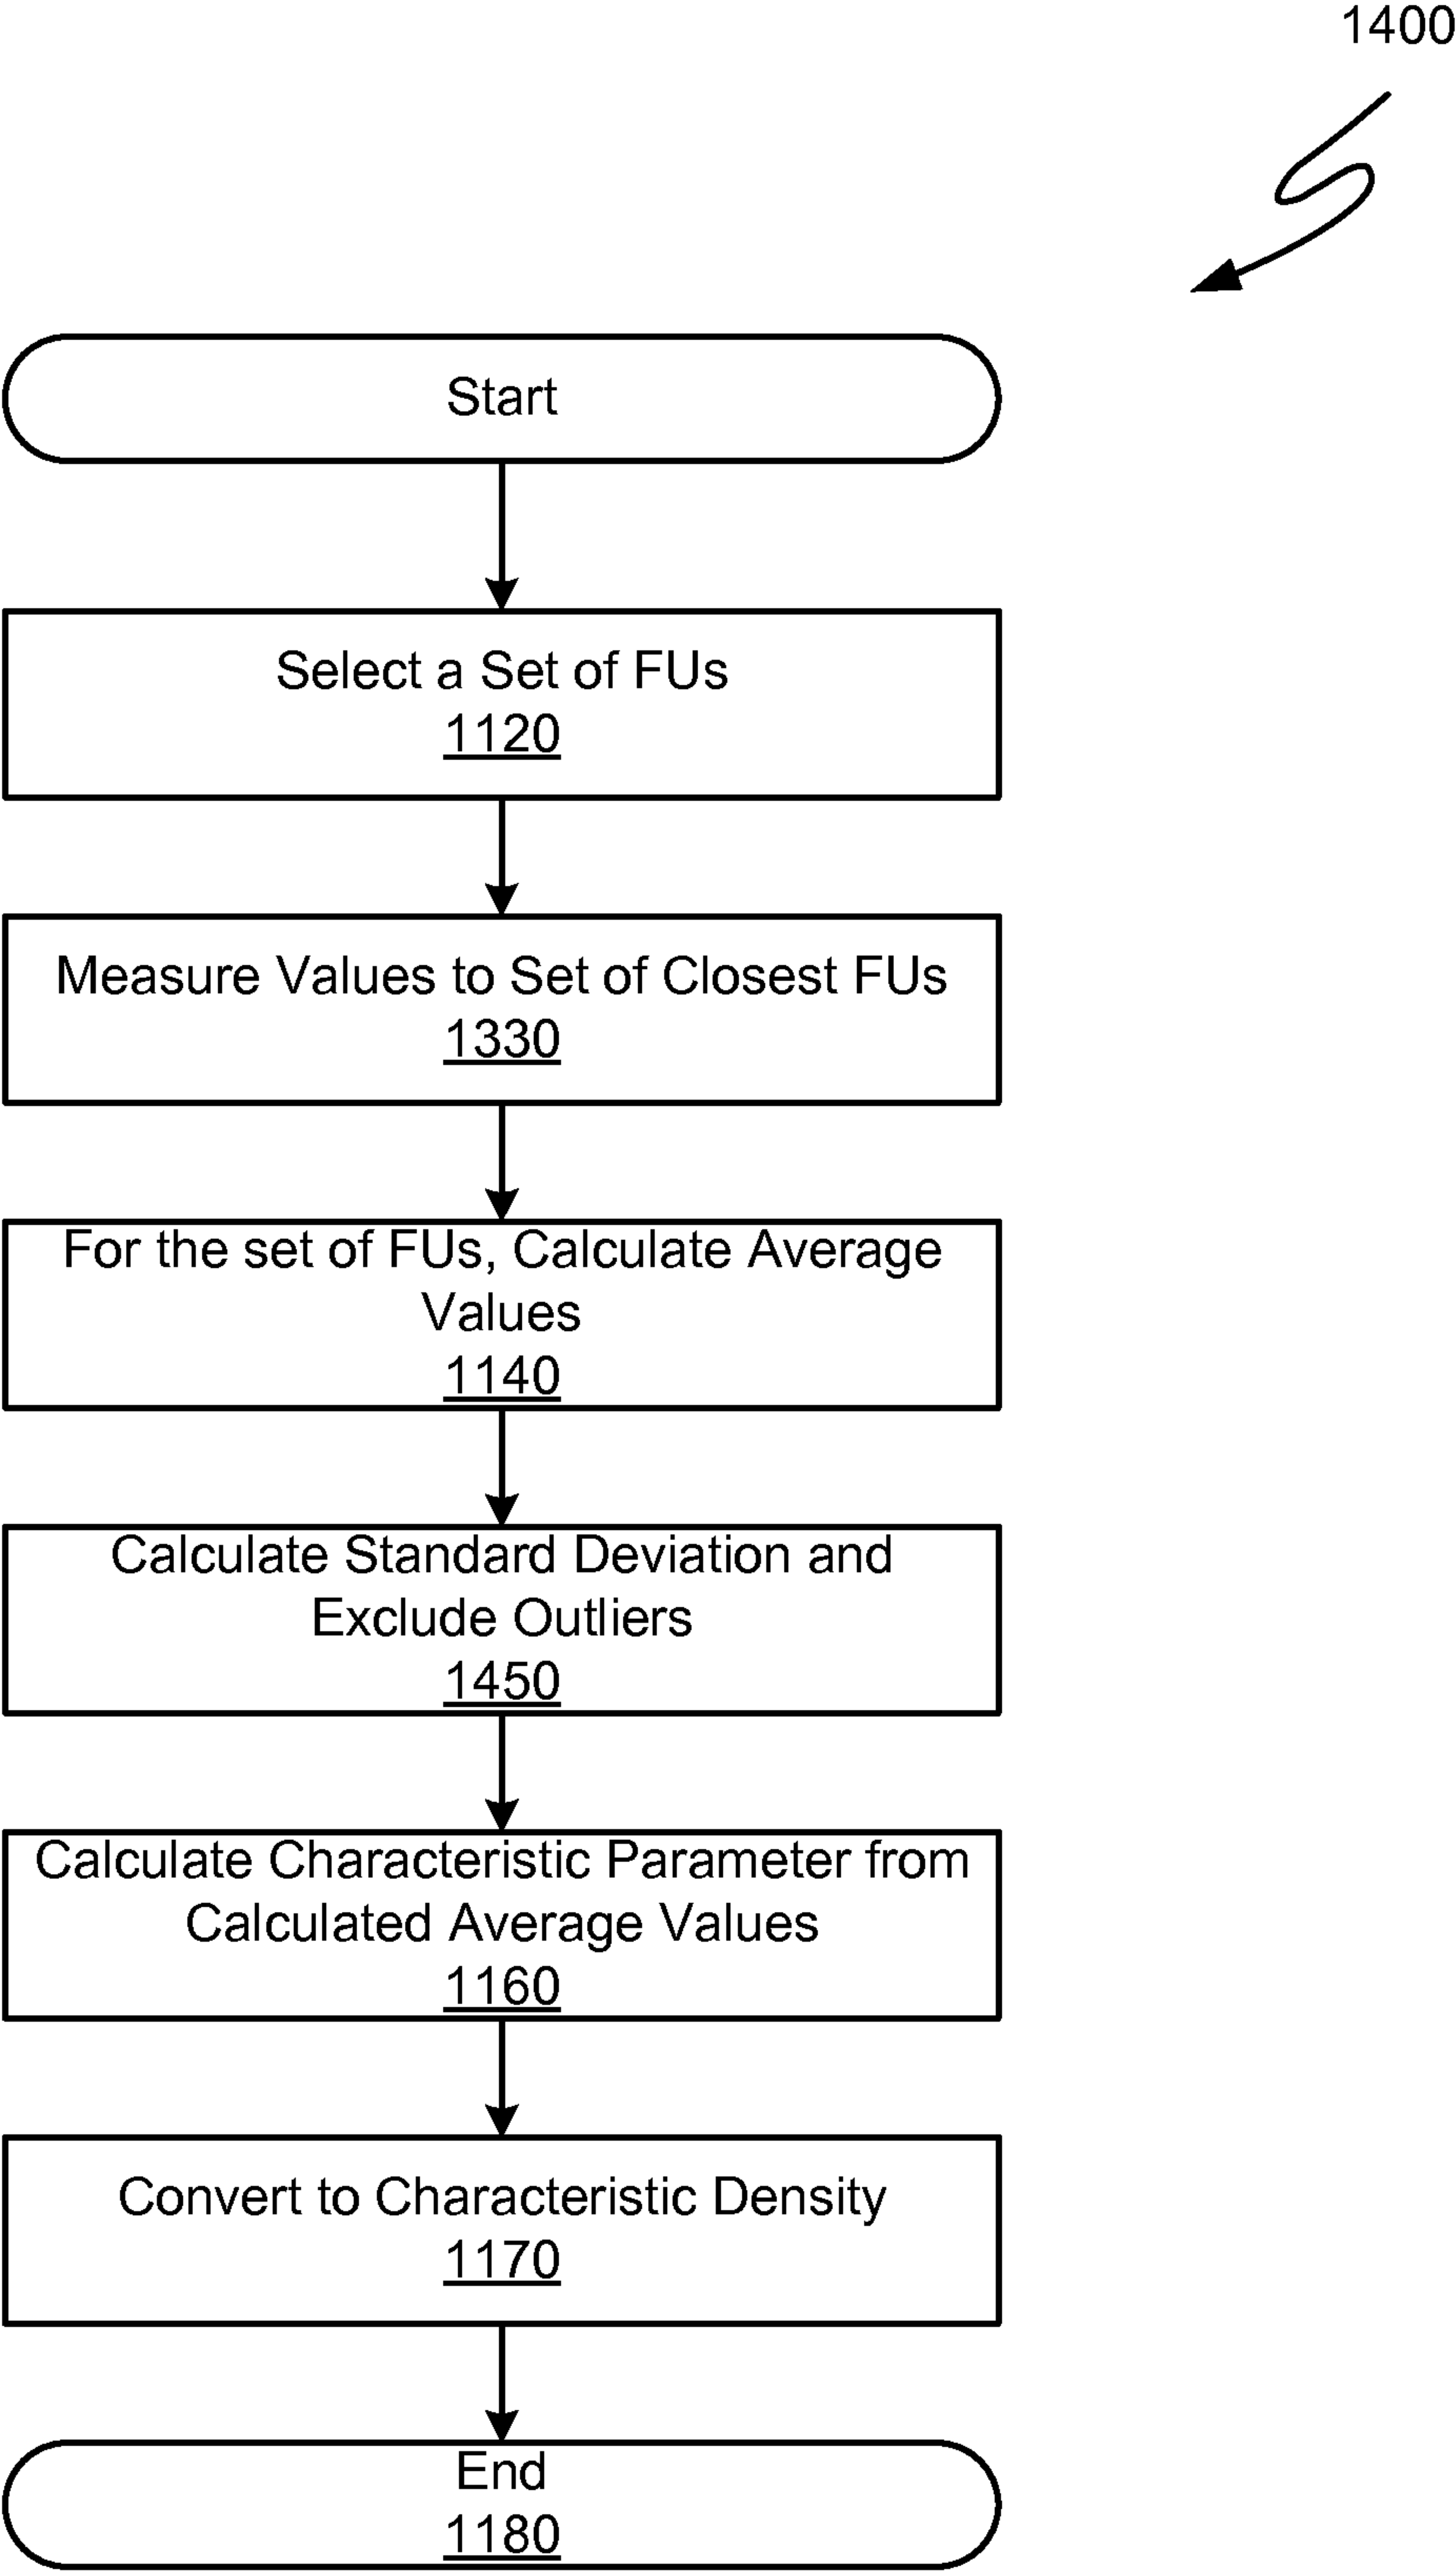 1400
Start
Select a Set of FUs
1120
Measure Values to Set of Closest FUs
1330
For the set of FUs, Calculate Average
Values
1140
Calculate Standard Deviation and
Exclude Outliers
1450
Calculate Characteristic Parameter from
Calculated Average Values
1160
Convert to Characteristic Density
1170
End
1180